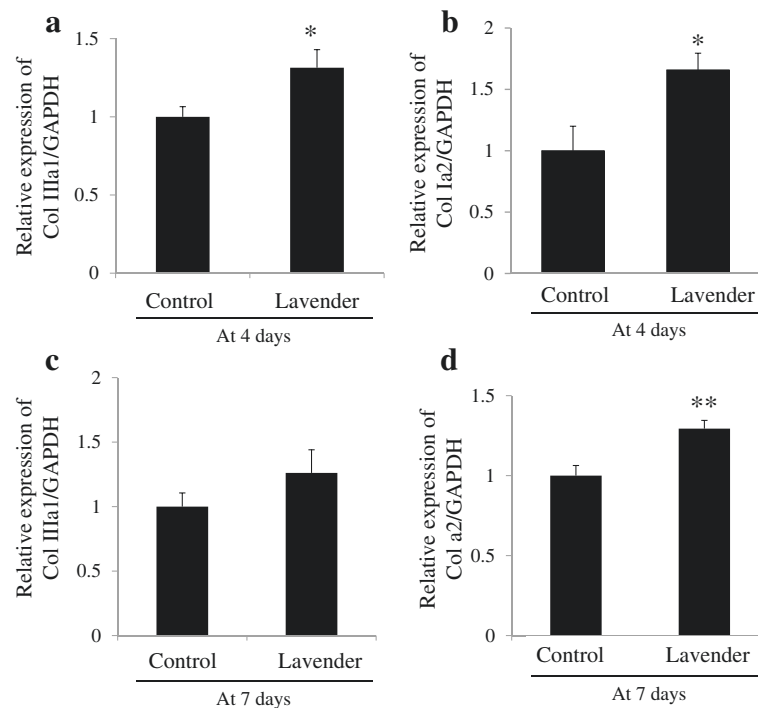 a
Relative expression of
Col IIIa1/GAPDH
1.5
1
0.5
0
*
Control Lavender
At 4 days
b
Relative expression of
Col Ia2/GAPDH
2
1.5
1
0.5
0
*
Control Lavender
At 4 days
c
Relative expression of
Col IIIa1/GAPDH
2
1.5
1
0.5
0
Control Lavender
At 7 days
d
Relative expression of
Col a2/GAPDH
1.5
1
0.5
0
**
Control Lavender
At 7 days